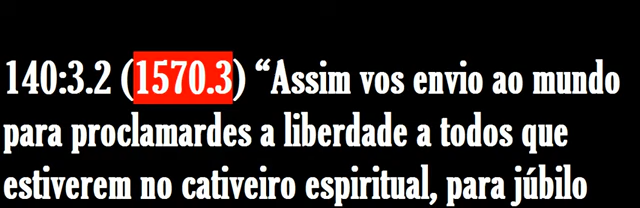 140:3.2 (1570.3) “Assim vos envio ao mundo
para proclamardes a liberdade a todos que
estiverem no cativeiro espiritual, para júbilo